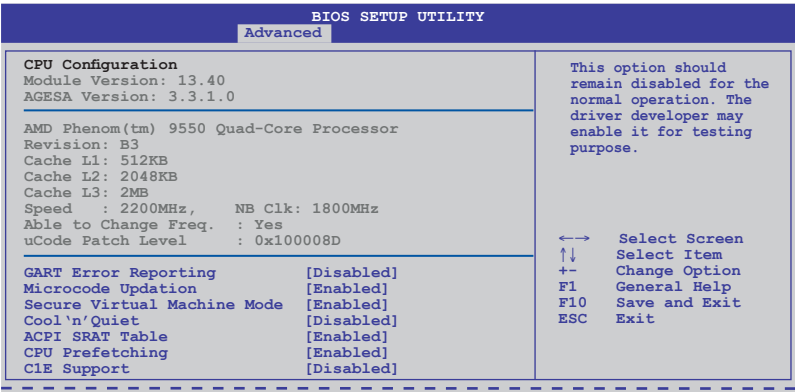 BIOS SETUP UTILITY
Advanced
CPU Configuration
Module Version: 13.40
AGESA Version: 3.3.1.0
AMD Phenom(tm) 9550 Quad-Core Processor
Revision: B3
Cache L1: 512KB
Cache L2: 2048KB
Cache L3: 2MB
Speed : 2200MHz, NB Clk: 1800MHz
Able to Change Freq. : Yes
uCode Patch Level : 0x100008D
GART Error Reporting [Disabled]
Microcode Updation [Enabled]
Secure Virtual Machine Mode [Enabled]
Cool‘n’Quiet [Disabled]
ACPI SRAT Table [Enabled]
CPU Prefetching [Enabled]
C1E Support [Disabled]
This option should
remain disabled for the
normal operation. The
driver developer may
enable it for testing
purpose.
←→ Select Screen
↑↓ Select Item
+- Change Option
F1 General Help
F10 Save and Exit
ESC Exit